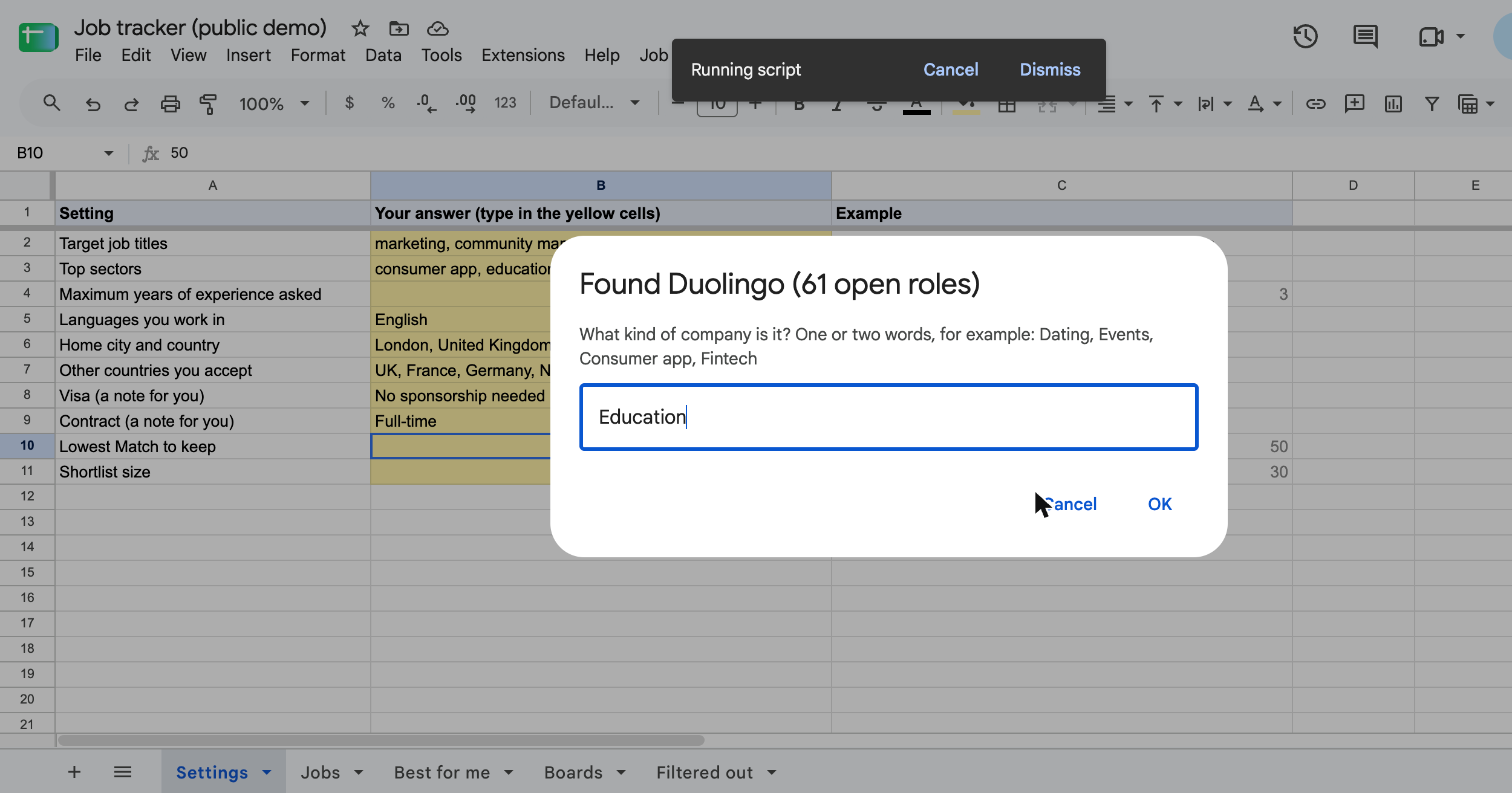 Job tracker (public demo)
File Edit View Insert Format Data Tools Extensions Help Job
Running script Cancel Dismiss
100% $ % .0 .00 123 Defaul... 10 B I A
B10 fx 50
A B C D E
1 Setting Your answer (type in the yellow cells) Example
2 Target job titles marketing, community
3 Top sectors consumer app,
4 Maximum years of experience asked 3
5 Languages you work in English
6 Home city and country London, United Kingdom
7 Other countries you accept UK, France, Germany,
8 Visa (a note for you) No sponsorship needed
9 Contract (a note for you) Full-time
10 Lowest Match to keep 50
11 Shortlist size 30
12
13
14
15
16
17
18
19
20
21
Found Duolingo (61 open roles)
What kind of company is it? One or two words, for example: Dating, Events,
Consumer app, Fintech
Education
Cancel OK
Settings Jobs Best for me Boards Filtered out